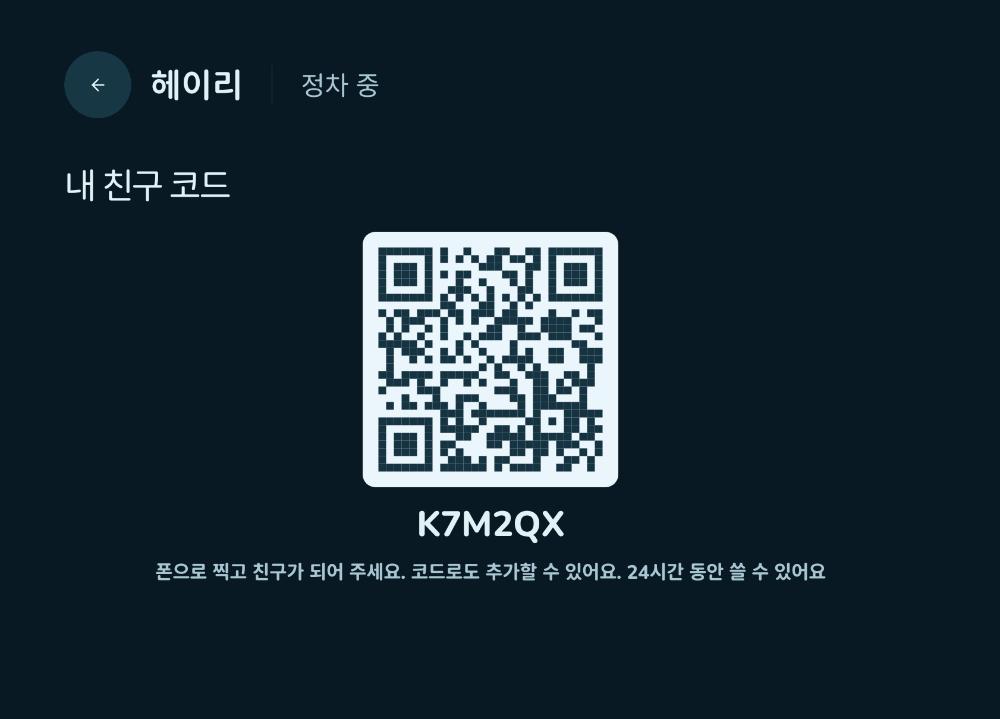 헤이리
정차 중
내 친구 코드
K7M2QX
폰으로 찍고 친구가 되어 주세요. 코드로도 추가할 수 있어요. 24시간 동안 쓸 수 있어요